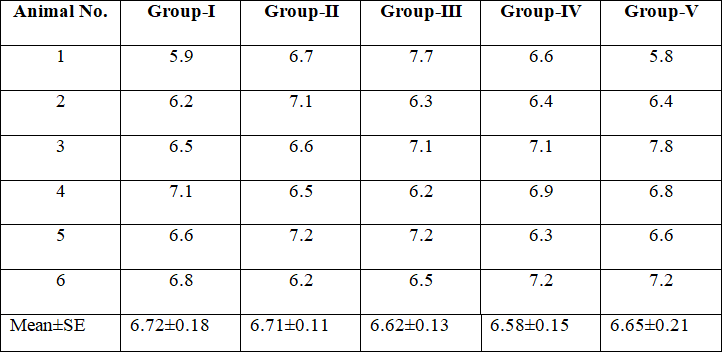 Animal No. Group-I Group-II Group-III Group-IV Group-V
1 5.9 6.7 7.7 6.6 5.8
2 6.2 7.1 6.3 6.4 6.4
3 6.5 6.6 7.1 7.1 7.8
4 7.1 6.5 6.2 6.9 6.8
5 6.6 7.2 7.2 6.3 6.6
6 6.8 6.2 6.5 7.2 7.2
Mean±SE 6.72±0.18 6.71±0.11 6.62±0.13 6.58±0.15 6.65±0.21